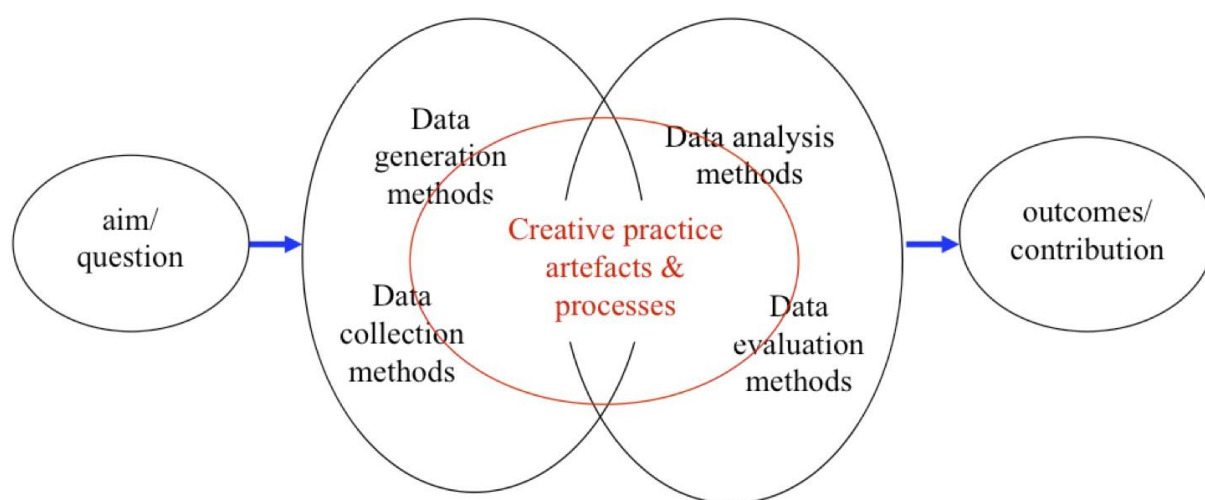 aim/
question
Data
generation
methods
Data
collection
methods
Creative practice
artefacts &
processes
Data analysis
methods
Data
evaluation
methods
outcomes/
contribution